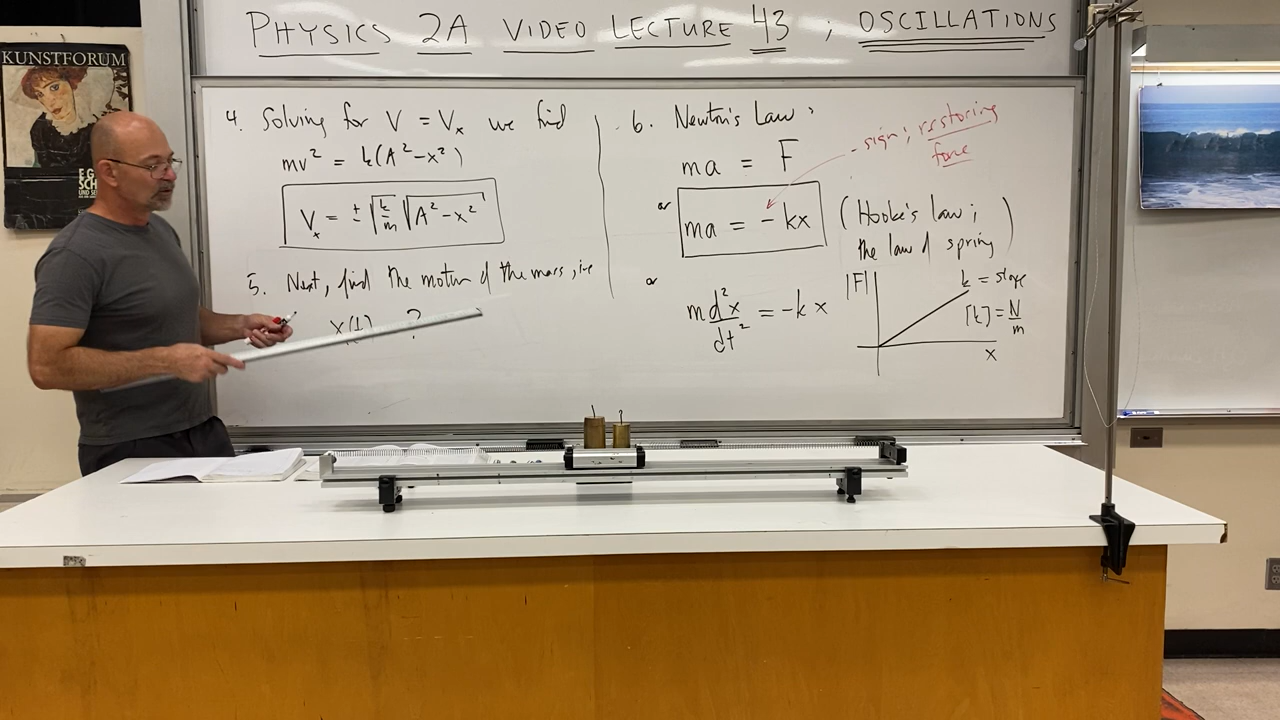 PHYSICS 2A VIDEO LECTURE 43 ; OSCILLATIONS
KUNSTFORUM
4. Solving for V = Vₓ we find
mv² = k(A²-x²)
Vₓ = ±√k/m √A²-x²
5. Next, find the motion of the mass, i.e
x(t) ?
6. Newton's Law:
ma = F
- sign; restoring
force
or ma = - kx
(Hooke's law;
the law of spring)
or m d²x/dt² = -k x
|F|
k = slope
[k] = N/m
x